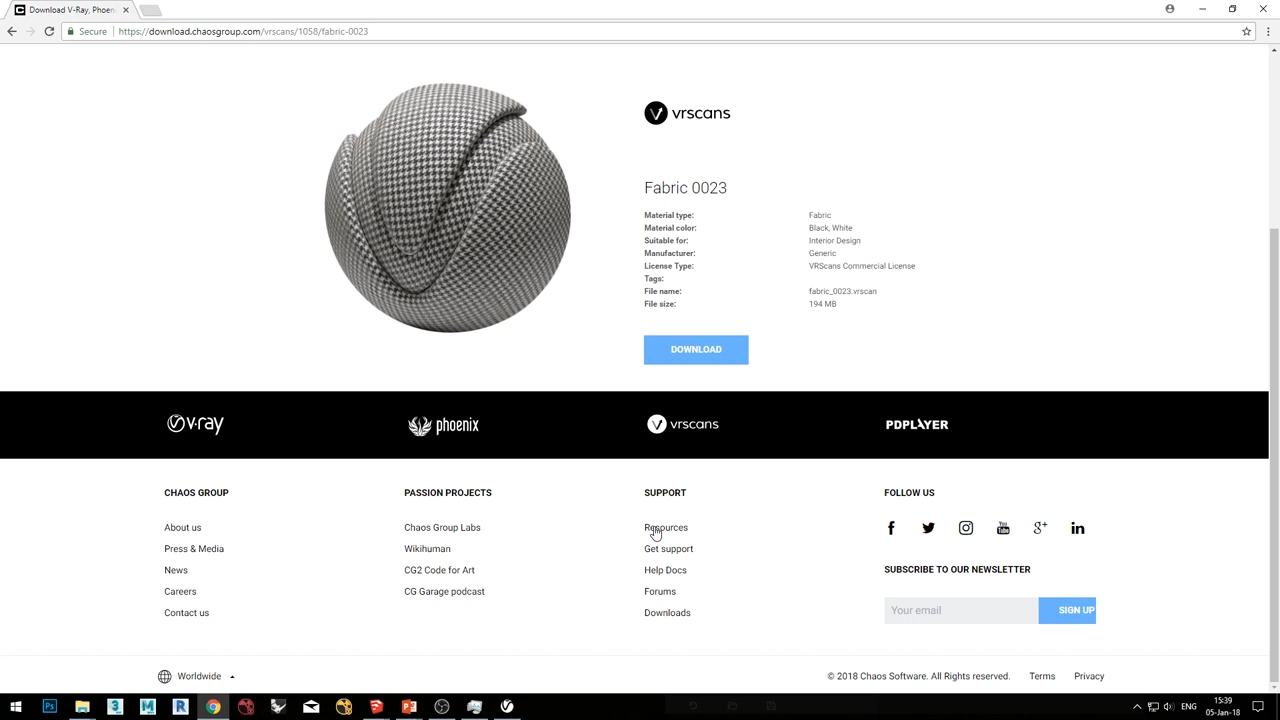 Download V-Ray, Phoen
Secure
https://download.chaosgroup.com/vrscans/1058/fabric-0023
vrscans
Fabric 0023
Material type: Fabric
Material color: Black, White
Suitable for: Interior Design
Manufacturer: Generic
License Type: VRScans Commercial License
Tags:
File name: fabric_0023.vrscan
File size: 194 MB
DOWNLOAD
v·ray phoenix vrscans PDPLAYER
CHAOS GROUP
About us
Press & Media
News
Careers
Contact us
PASSION PROJECTS
Chaos Group Labs
Wikihuman
CG2 Code for Art
CG Garage podcast
SUPPORT
Resources
Get support
Help Docs
Forums
Downloads
FOLLOW US
f You Tube g+ in
SUBSCRIBE TO OUR NEWSLETTER
Your email SIGN UP
Worldwide
© 2018 Chaos Software. All Rights reserved. Terms Privacy
Ps 3 M R
ENG
15:39
05-Jan-18